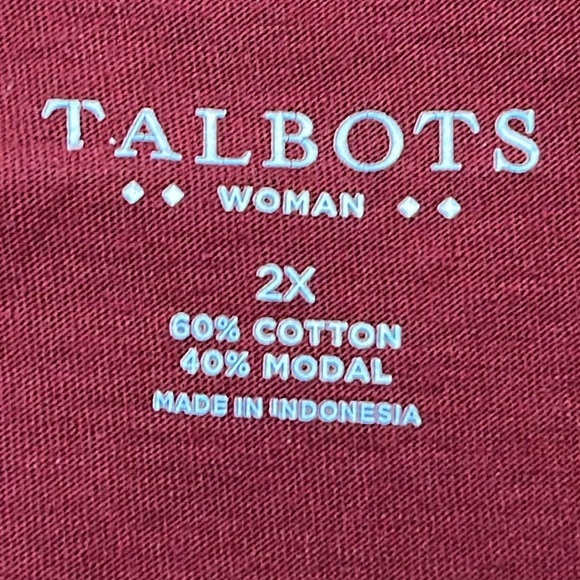 TALBOTS
WOMAN
2X
60% COTTON
40% MODAL
MADE IN INDONESIA